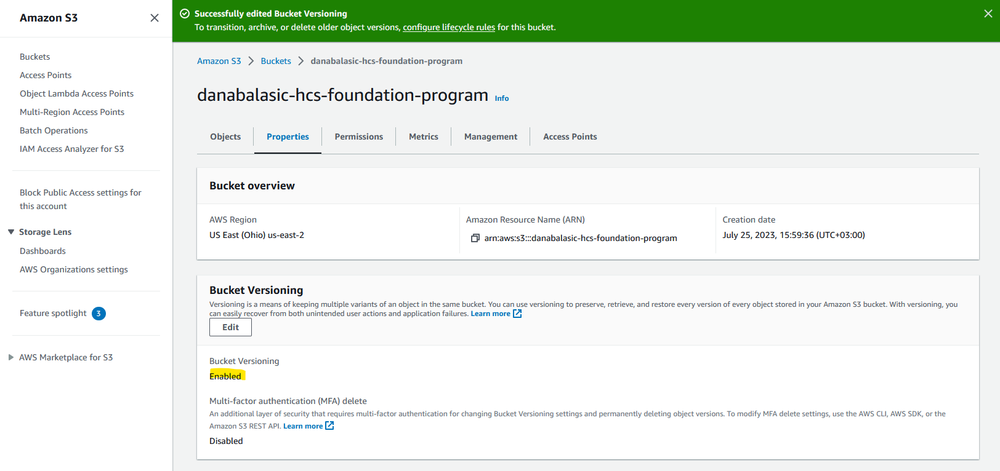 Amazon S3
Buckets
Access Points
Object Lambda Access Points
Multi-Region Access Points
Batch Operations
IAM Access Analyzer for S3
Block Public Access settings for
this account
Storage Lens
Dashboards
AWS Organizations settings
Feature spotlight 3
AWS Marketplace for S3
Successfully edited Bucket Versioning
To transition, archive, or delete older object versions, configure lifecycle rules for this bucket.
Amazon S3 Buckets danabalasic-hcs-foundation-program
danabalasic-hcs-foundation-program Info
Objects Properties Permissions Metrics Management Access Points
Bucket overview
AWS Region
US East (Ohio) us-east-2
Amazon Resource Name (ARN)
arn:aws:s3:::danabalasic-hcs-foundation-program
Creation date
July 25, 2023, 15:59:36 (UTC+03:00)
Bucket Versioning
Versioning is a means of keeping multiple variants of an object in the same bucket. You can use versioning to preserve, retrieve, and restore every version of every object stored in your Amazon S3 bucket. With versioning, you
can easily recover from both unintended user actions and application failures. Learn more
Edit
Bucket Versioning
Enabled
Multi-factor authentication (MFA) delete
An additional layer of security that requires multi-factor authentication for changing Bucket Versioning settings and permanently deleting object versions. To modify MFA delete settings, use the AWS CLI, AWS SDK, or the
Amazon S3 REST API. Learn more
Disabled